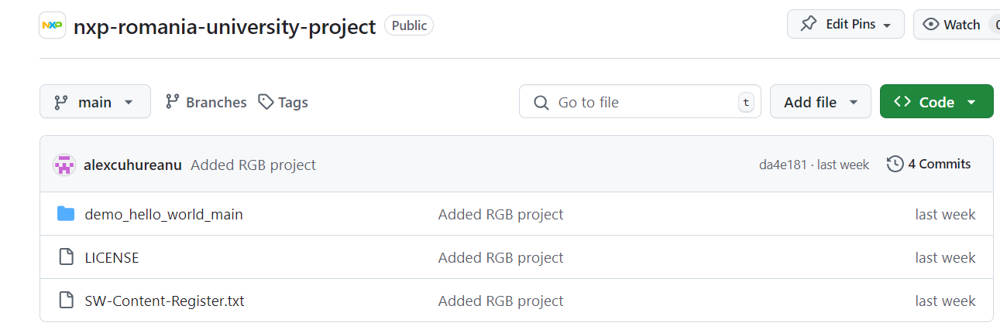 NXP nxp-romania-university-project Public Edit Pins Watch
main Branches Tags Go to file t Add file Code
alexcuhureanu Added RGB project da4e181 · last week 4 Commits
demo_hello_world_main Added RGB project last week
LICENSE Added RGB project last week
SW-Content-Register.txt Added RGB project last week